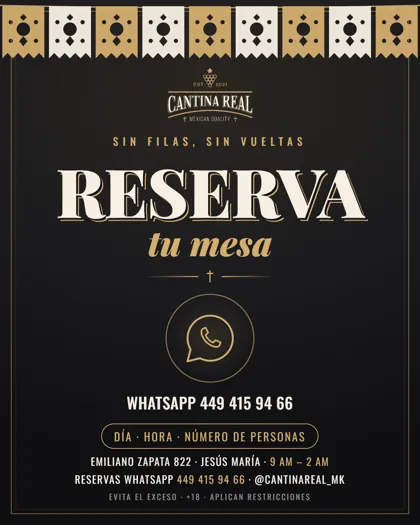 EST. 2021
CANTINA REAL
† MEXICAN QUALITY †
SIN FILAS, SIN VUELTAS
RESERVA
tu mesa
WHATSAPP 449 415 94 66
DÍA · HORA · NÚMERO DE PERSONAS
EMILIANO ZAPATA 822 · JESÚS MARÍA · 9 AM – 2 AM
RESERVAS WHATSAPP 449 415 94 66 · @CANTINAREAL_MK
EVITA EL EXCESO · +18 · APLICAN RESTRICCIONES